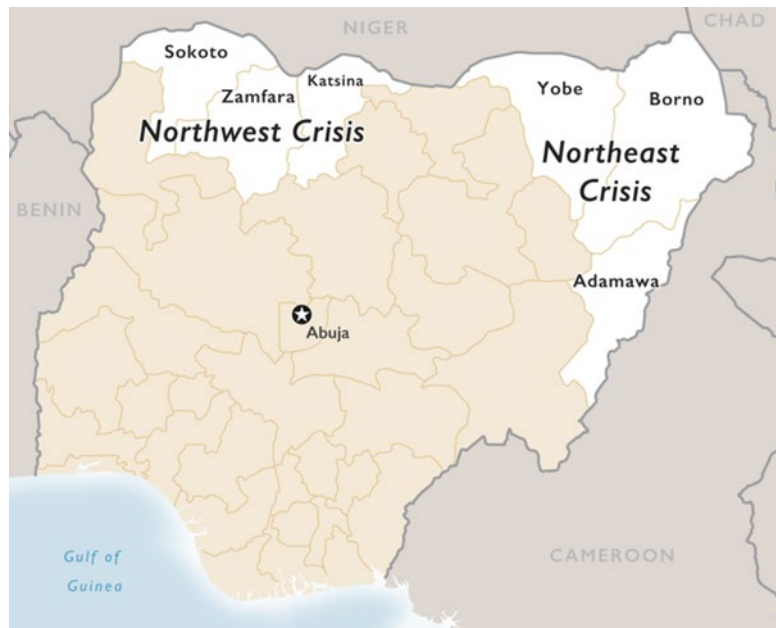 NIGER
CHAD
Sokoto
Katsina
Zamfara
Yobe
Borno
Northwest Crisis
Northeast
Crisis
BENIN
Adamawa
Abuja
Gulf of
Guinea
CAMEROON